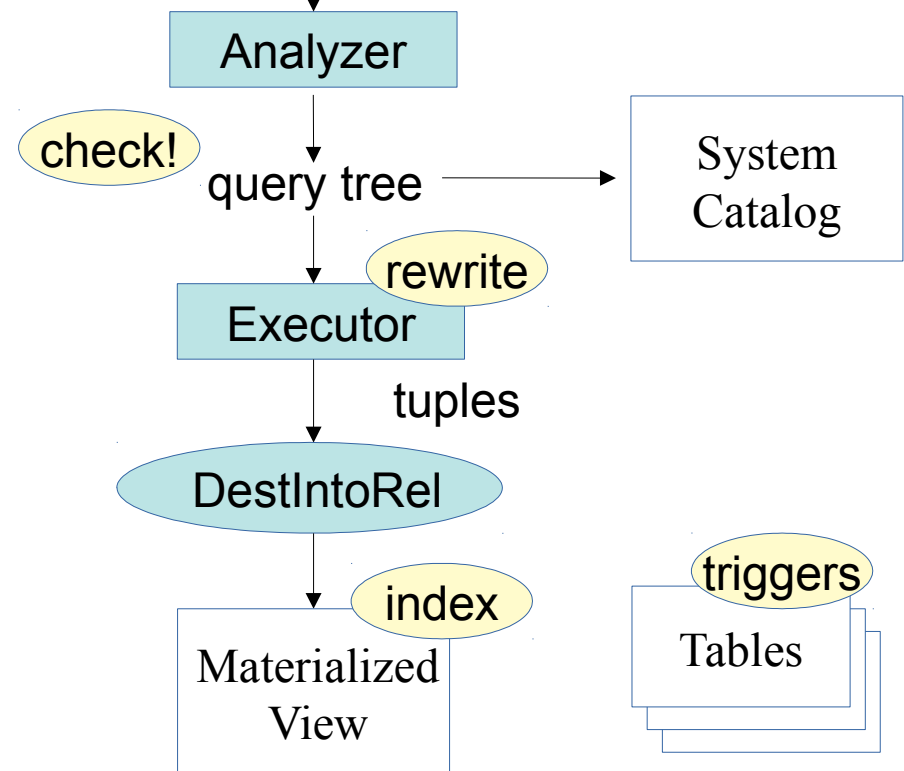 Analyzer
check!
query tree
System
Catalog
rewrite
Executor
tuples
DestIntoRel
index
triggers
Materialized
View
Tables